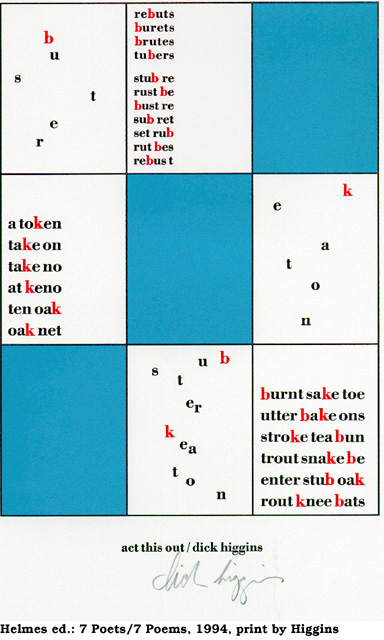 b
u
s
t
e
r
rebuts
burets
brutes
tubers
stub re
rust be
bust re
sub ret
set rub
rut bes
rebus t
a token
take on
take no
at keno
ten oak
oak net
k
e
a
t
o
n
s u b
t
er
k
ea
t
o
n
burnt sake toe
utter bake ons
stroke tea bun
trout snake be
enter stub oak
rout knee bats
act this out / dick higgins
dick higgins
Helmes ed.: 7 Poets/7 Poems, 1994, print by Higgins